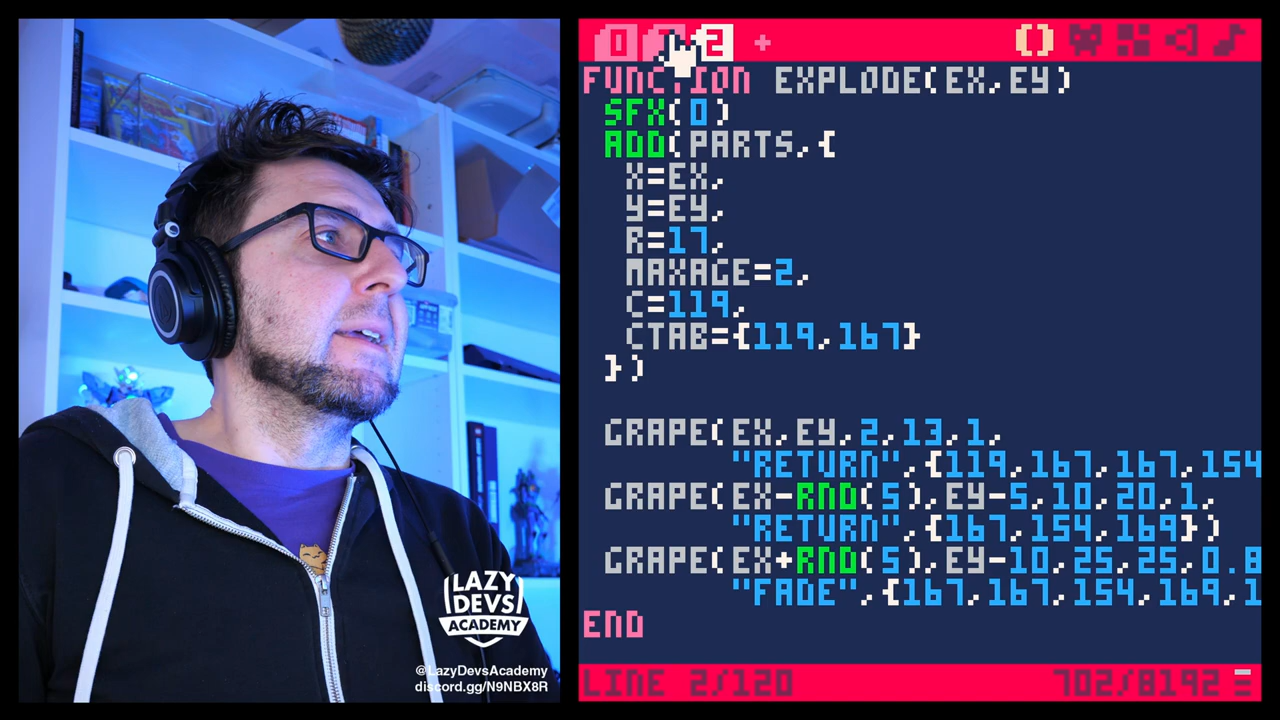 LAZY
DEVS
ACADEMY
@LazyDevsAcademy
discord.gg/N9NBX8R
0 2 +
FUNCTION EXPLODE(EX,EY)
SFX(0)
ADD(PARTS,{
X=EX,
Y=EY,
R=17,
MAXAGE=2,
C=119,
CTAB={119,167}
})
GRAPE(EX,EY,2,13,1,
"RETURN",{119,167,167,154
GRAPE(EX-RND(5),EY-5,10,20,1,
"RETURN",{167,154,169})
GRAPE(EX+RND(5),EY-10,25,25,0.8
"FADE",{167,167,154,169,1
END
LINE 2/120
702/8192